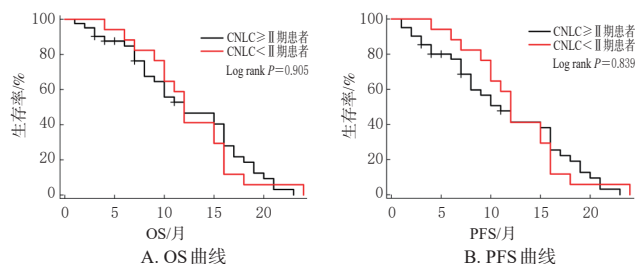 100
80
60
40
20
0
生存率/%
CNLC≥Ⅱ期患者
CNLC<Ⅱ期患者
Log rank P=0.905
0 5 10 15 20
OS/月
A. OS曲线
100
80
60
40
20
0
生存率/%
CNLC≥Ⅱ期患者
CNLC<Ⅱ期患者
Log rank P=0.839
0 5 10 15 20
PFS/月
B. PFS曲线